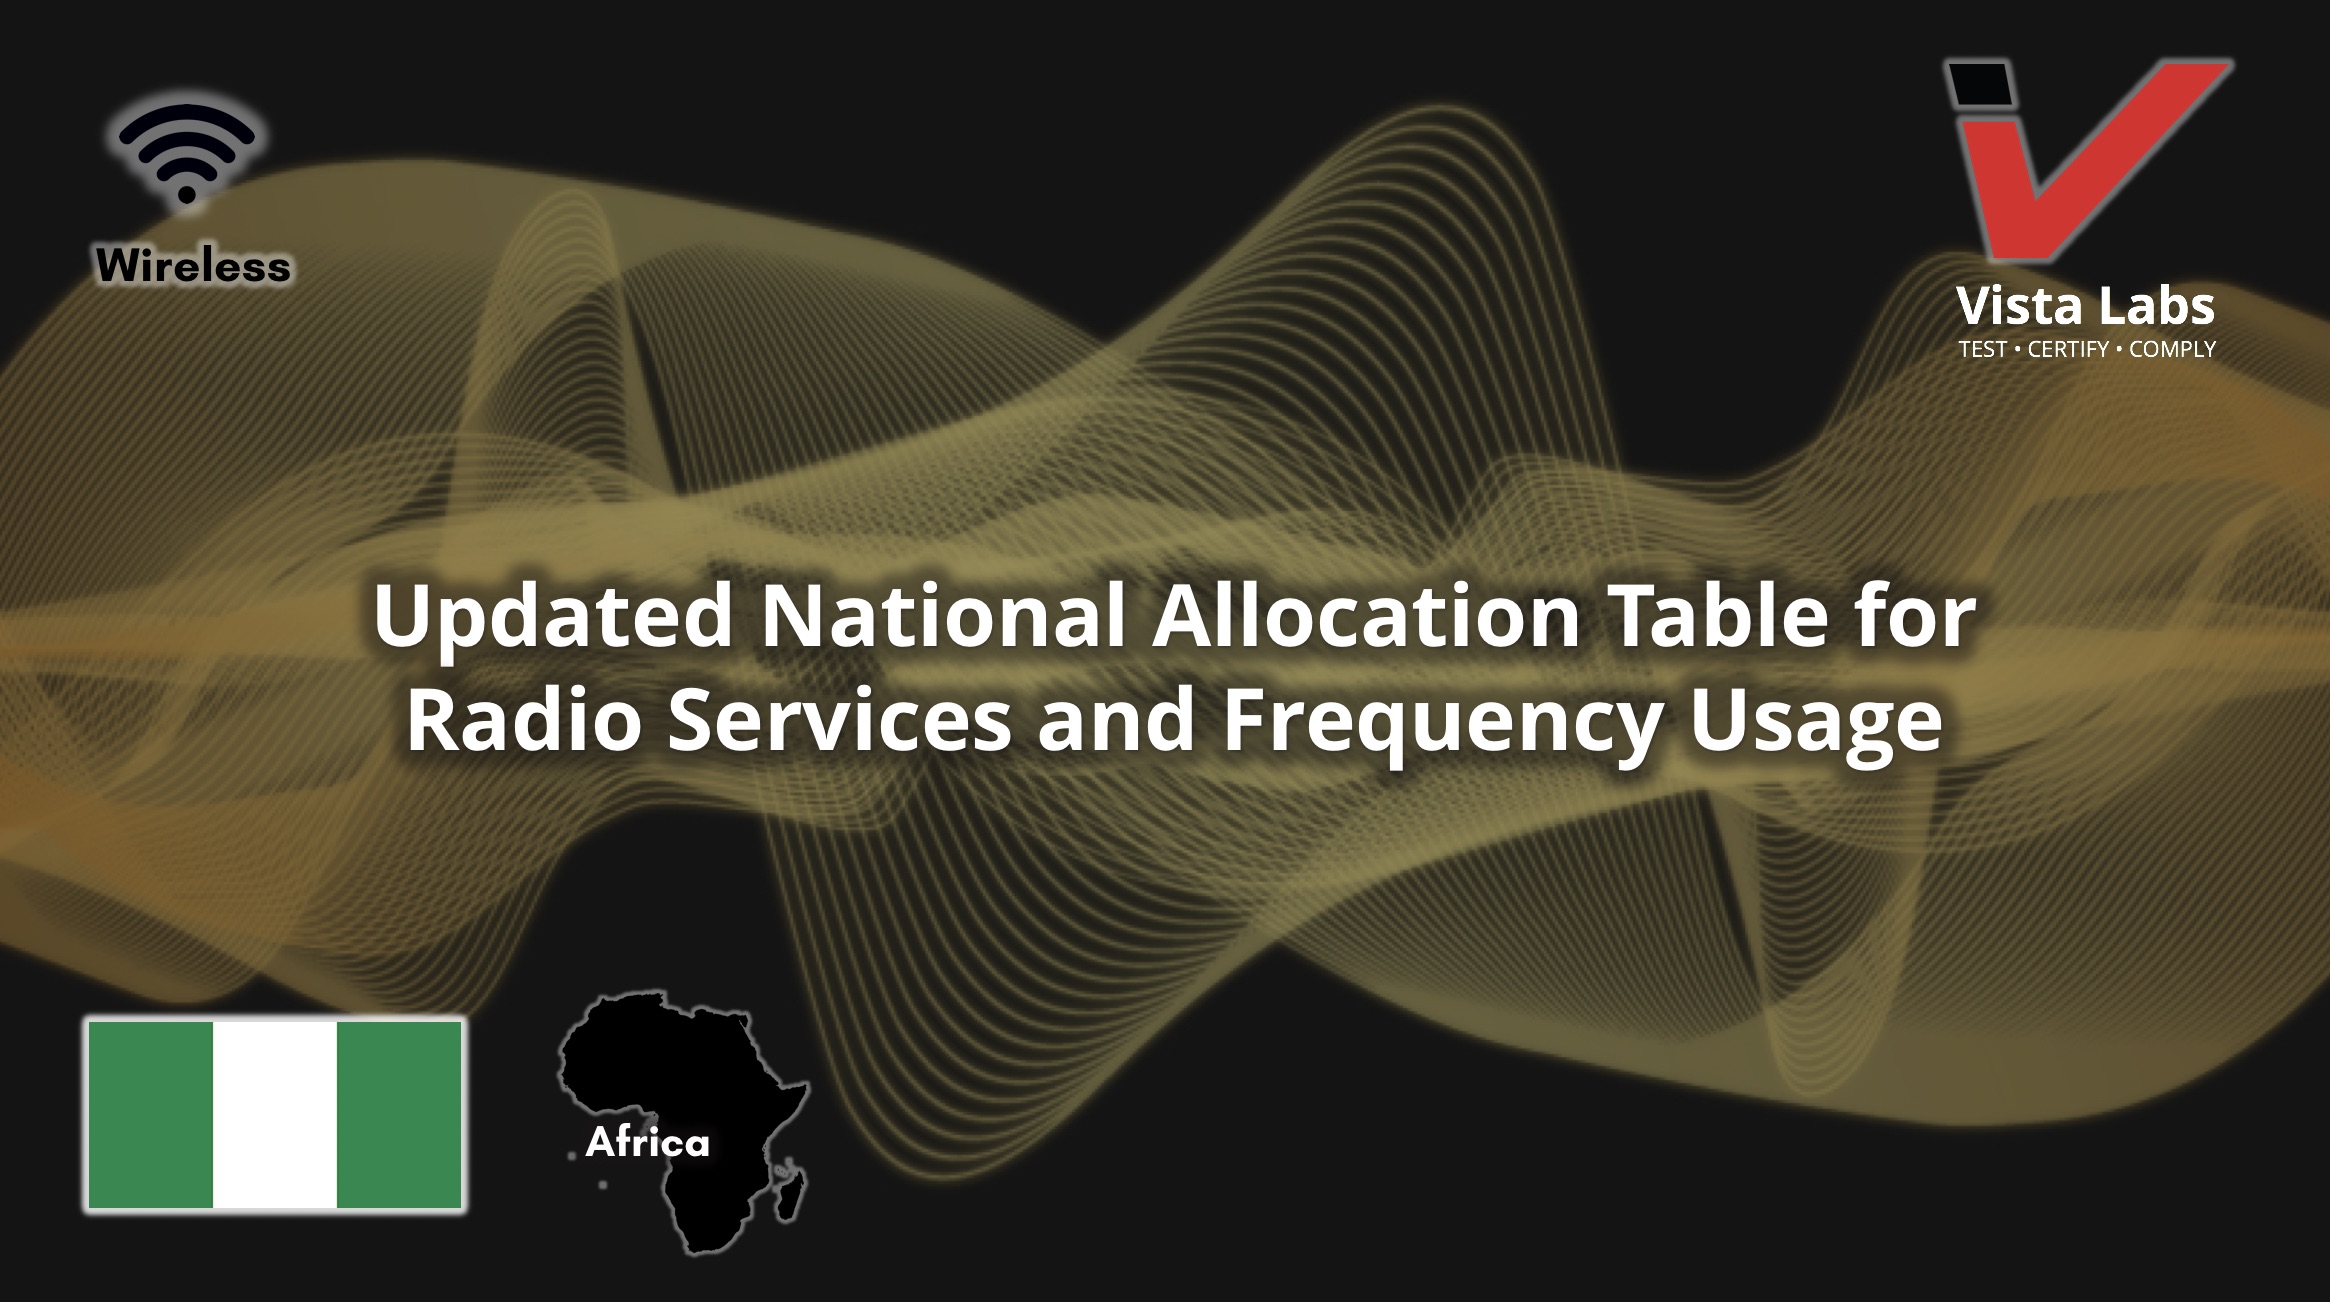 Wireless
Vista Labs
TEST • CERTIFY • COMPLY
Updated National Allocation Table for
Radio Services and Frequency Usage
Africa